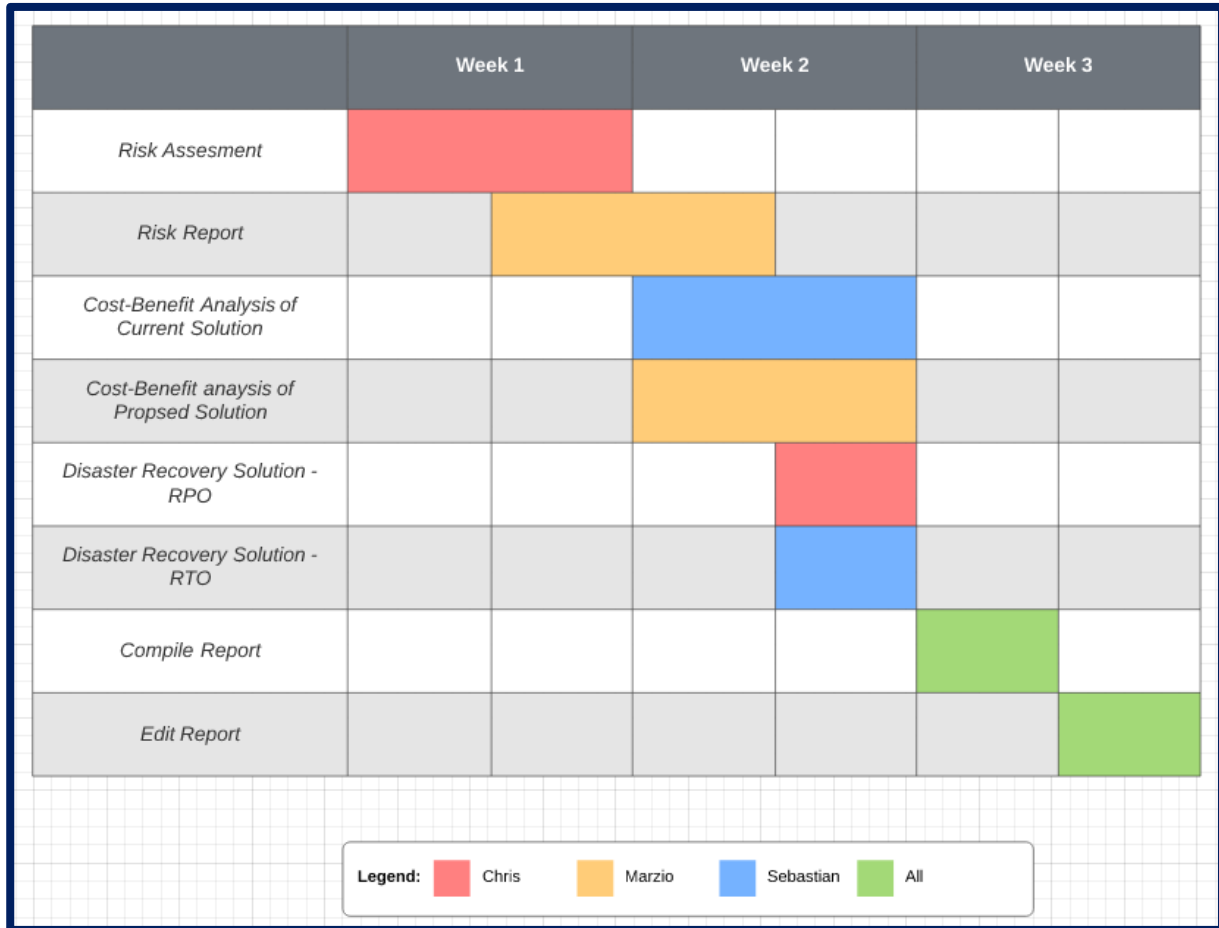 Week 1
Week 2
Week 3
Risk Assesment
Risk Report
Cost-Benefit Analysis of
Current Solution
Cost-Benefit anaysis of
Propsed Solution
Disaster Recovery Solution -
RPO
Disaster Recovery Solution -
RTO
Compile Report
Edit Report
Legend:
Chris
Marzio
Sebastian
All